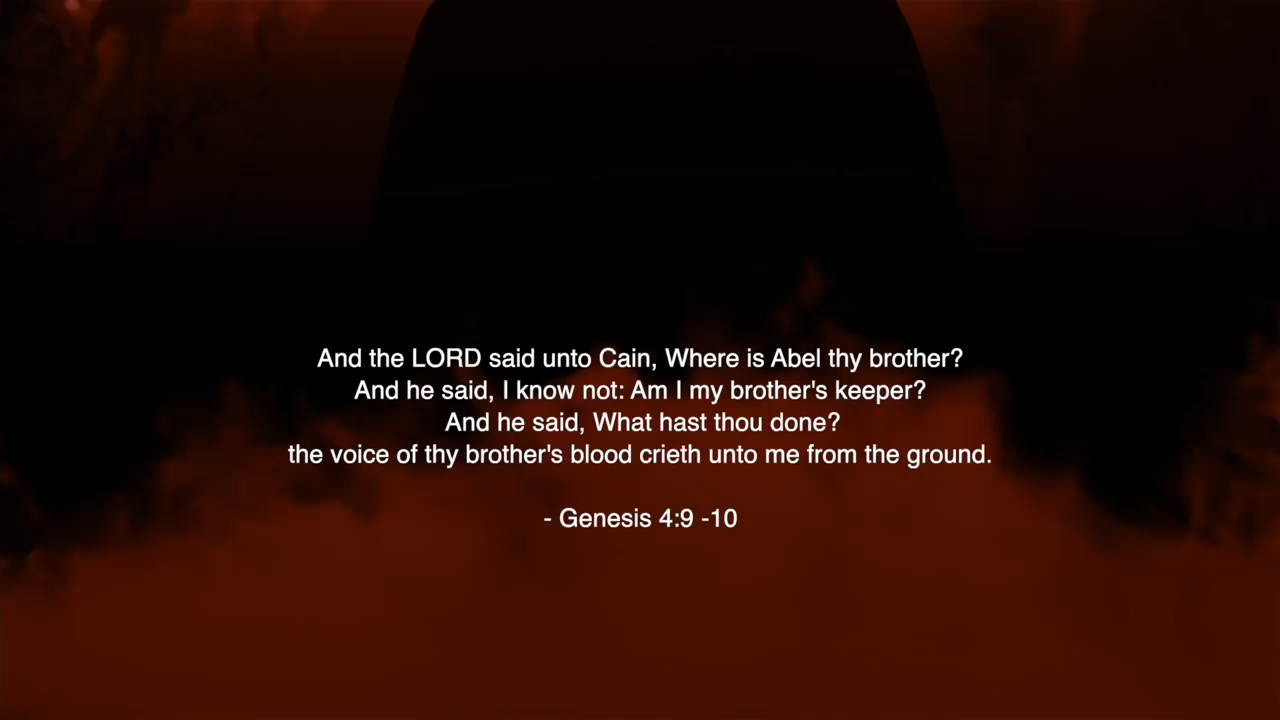 And the LORD said unto Cain, Where is Abel thy brother?
And he said, I know not: Am I my brother's keeper?
And he said, What hast thou done?
the voice of thy brother's blood crieth unto me from the ground.
- Genesis 4:9 -10